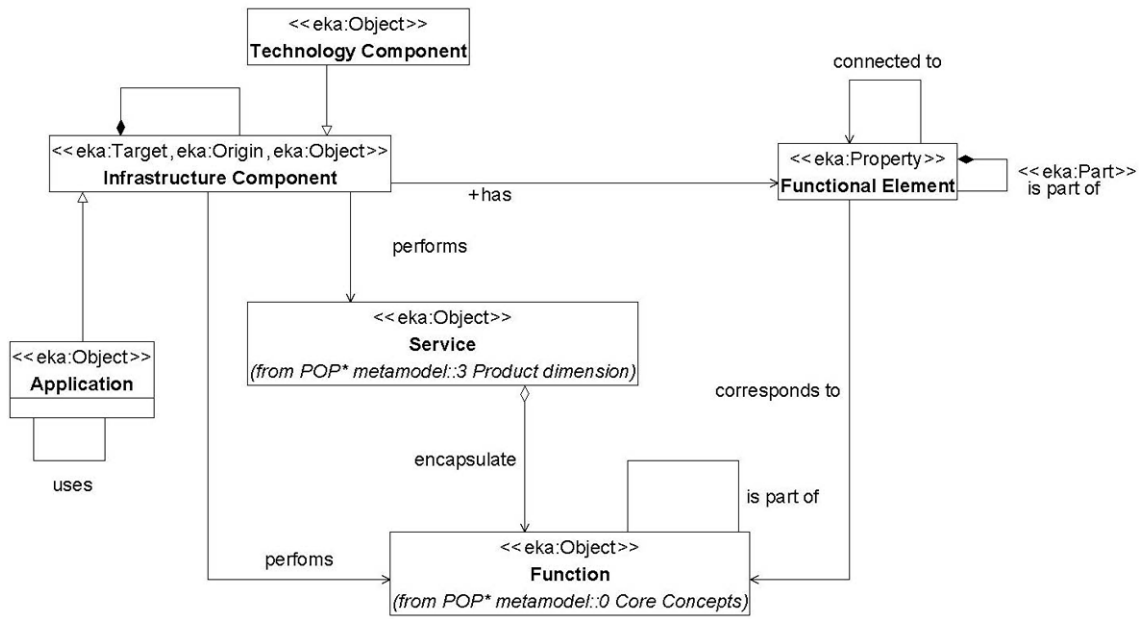 <<eka:Object>>
Technology Component
connected to
<<eka:Target,eka:Origin,eka:Object>>
Infrastructure Component
<<eka:Property>>
Functional Element
<<eka:Part>>
is part of
+has
performs
<<eka:Object>>
Service
(from POP* metamodel::3 Product dimension)
<<eka:Object>>
Application
corresponds to
encapsulate
uses
is part of
<<eka:Object>>
Function
(from POP* metamodel::0 Core Concepts)
perfoms